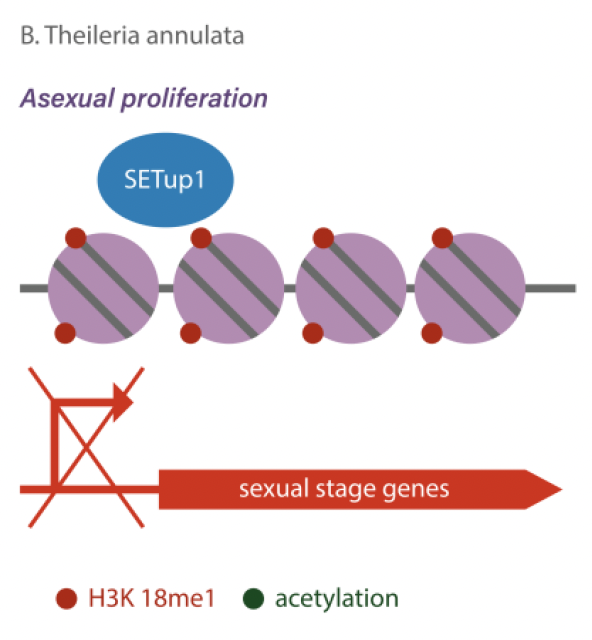 B. Theileria annulata
Asexual proliferation
SETup1
sexual stage genes
H3K 18me1 acetylation